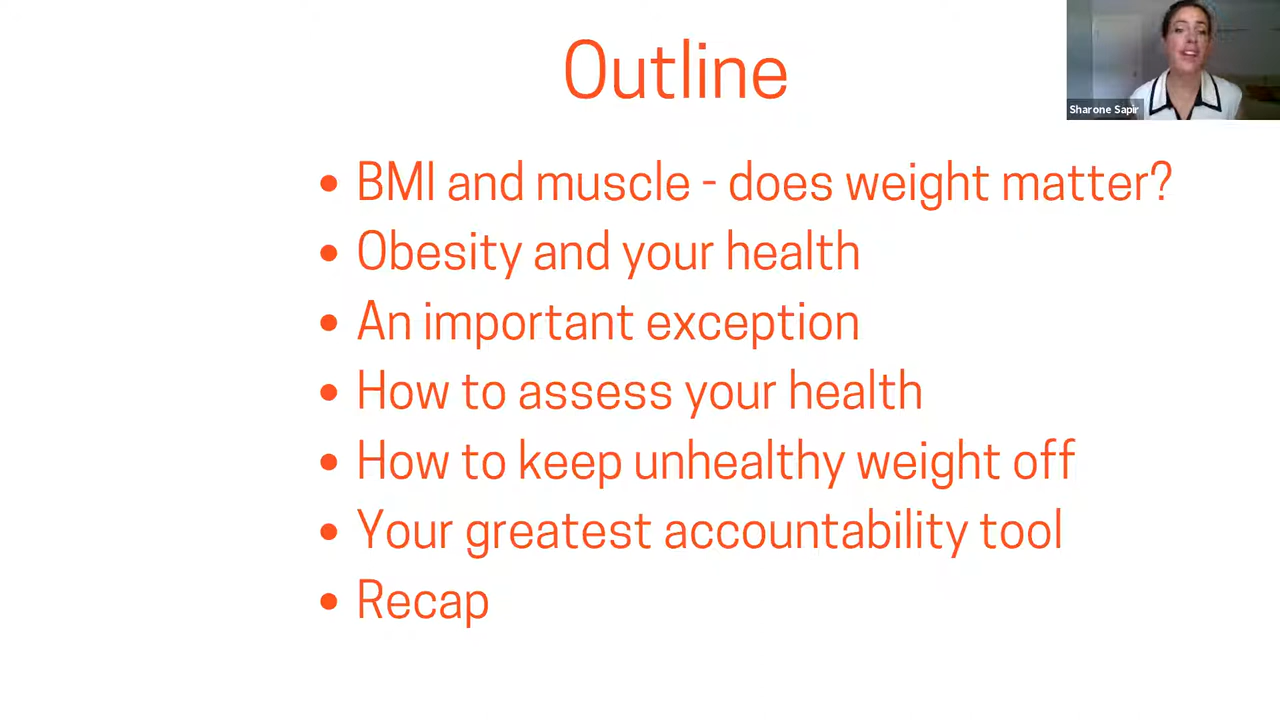 Outline
Sharone Sapir
• BMI and muscle - does weight matter?
• Obesity and your health
• An important exception
• How to assess your health
• How to keep unhealthy weight off
• Your greatest accountability tool
• Recap